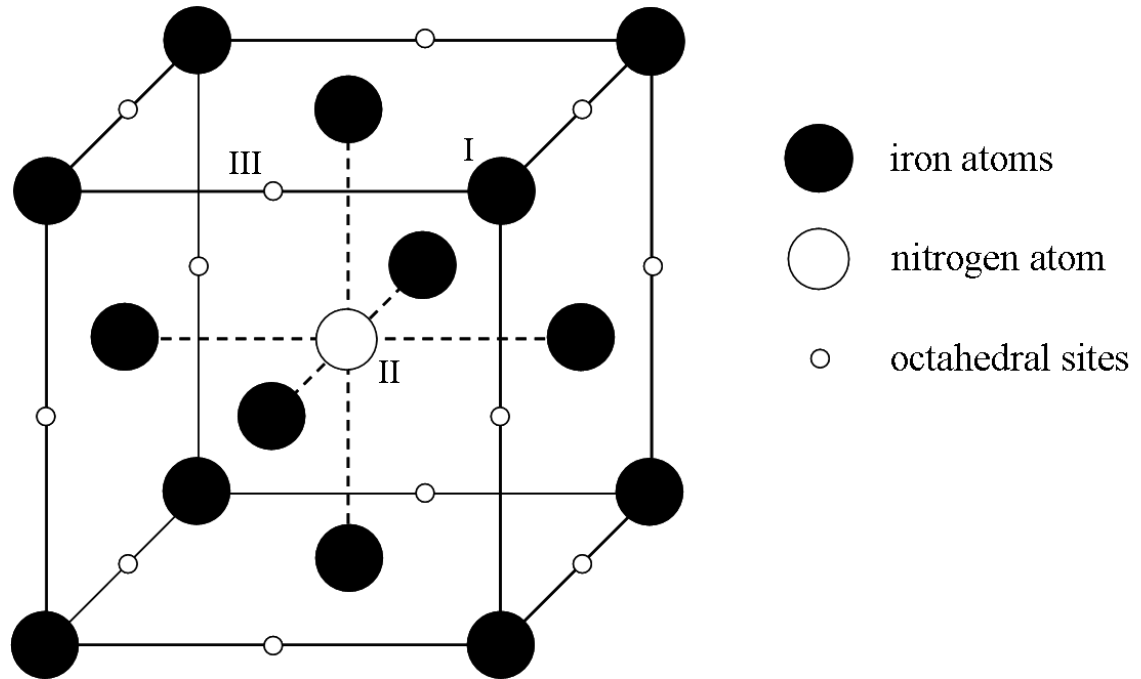 I
III
iron atoms
nitrogen atom
II
octahedral sites